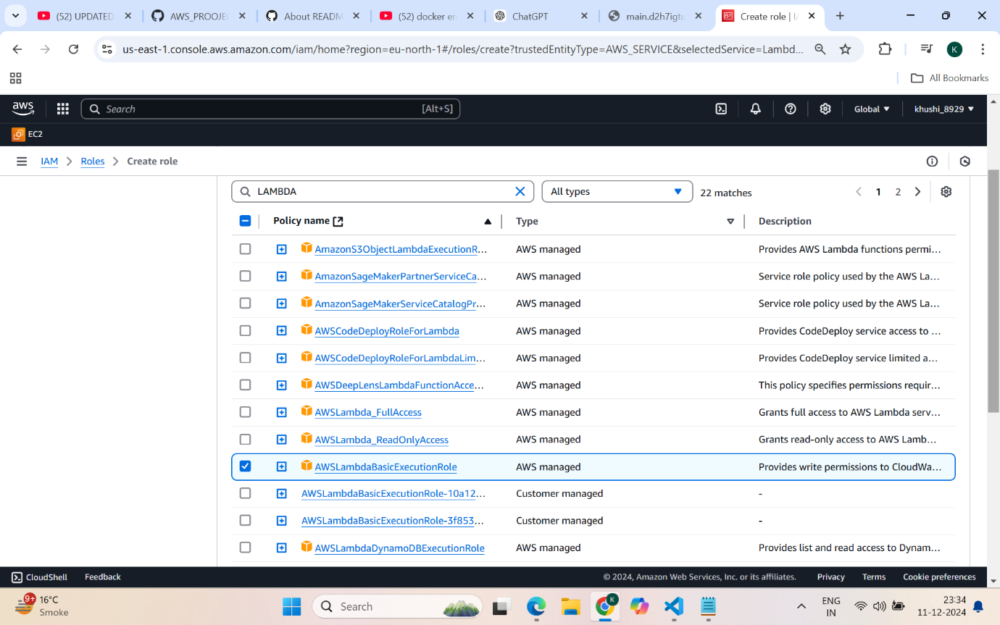 (52) UPDATED
AWS_PROOJE
About READM
(52) docker en
ChatGPT
main.d2h7igtu
Create role | IA
us-east-1.console.aws.amazon.com/iam/home?region=eu-north-1#/roles/create?trustedEntityType=AWS_SERVICE&selectedService=Lambd...
K
All Bookmarks
aws
Search
[Alt+S]
Global
khushi_8929
EC2
IAM
Roles
Create role
LAMBDA
All types
22 matches
1
2
Policy name
Type
Description
AmazonS3ObjectLambdaExecutionR... AWS managed Provides AWS Lambda functions permi...
AmazonSageMakerPartnerServiceCa... AWS managed Service role policy used by the AWS La...
AmazonSageMakerServiceCatalogPr... AWS managed Service role policy used by the AWS La...
AWSCodeDeployRoleForLambda AWS managed Provides CodeDeploy service access to ...
AWSCodeDeployRoleForLambdaLim... AWS managed Provides CodeDeploy service limited a...
AWSDeepLensLambdaFunctionAcce... AWS managed This policy specifies permissions requir...
AWSLambda_FullAccess AWS managed Grants full access to AWS Lambda serv...
AWSLambda_ReadOnlyAccess AWS managed Grants read-only access to AWS Lamb...
AWSLambdaBasicExecutionRole AWS managed Provides write permissions to CloudWa...
AWSLambdaBasicExecutionRole-10a12... Customer managed -
AWSLambdaBasicExecutionRole-3f853... Customer managed -
AWSLambdaDynamoDBExecutionRole AWS managed Provides list and read access to Dynam...
CloudShell
Feedback
© 2024, Amazon Web Services, Inc. or its affiliates.
Privacy
Terms
Cookie preferences
9+
16°C
Smoke
Search
K
ENG
IN
23:34
11-12-2024